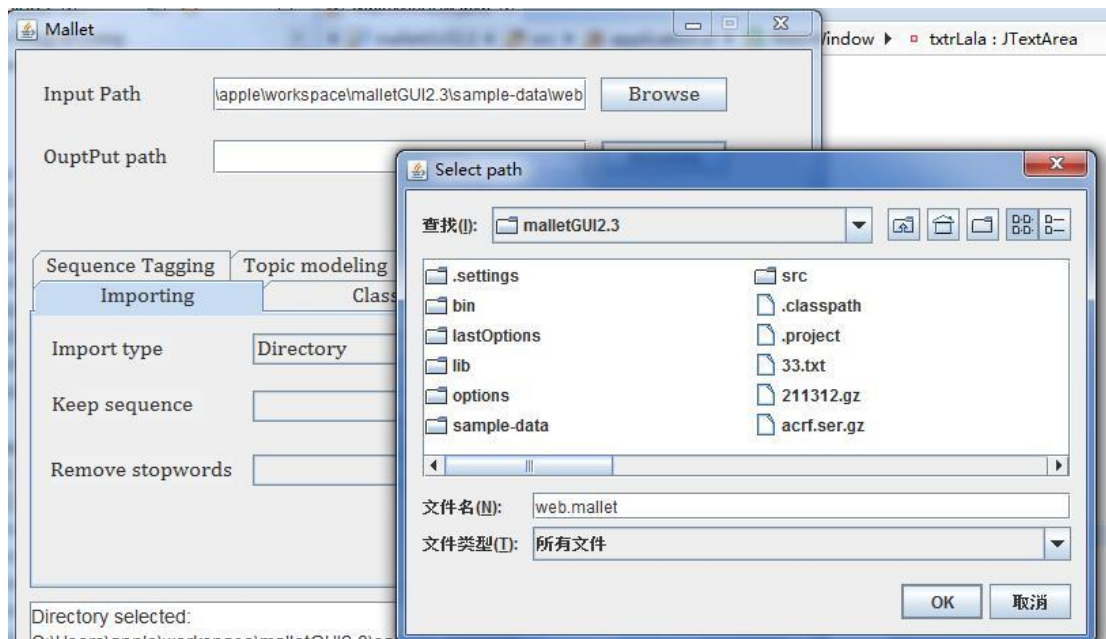 Mallet
Window ▸ txtrLala : JTextArea
Input Path \apple\workspace\malletGUI2.3\sample-data\web Browse
OuptPut path
Select path
查找(I): malletGUI2.3
.settings src
bin .classpath
lastOptions .project
lib 33.txt
options 211312.gz
sample-data acrf.ser.gz
文件名(N): web.mallet
文件类型(T): 所有文件
OK 取消
Sequence Tagging Topic modeling
Importing Class
Import type Directory
Keep sequence
Remove stopwords
Directory selected: